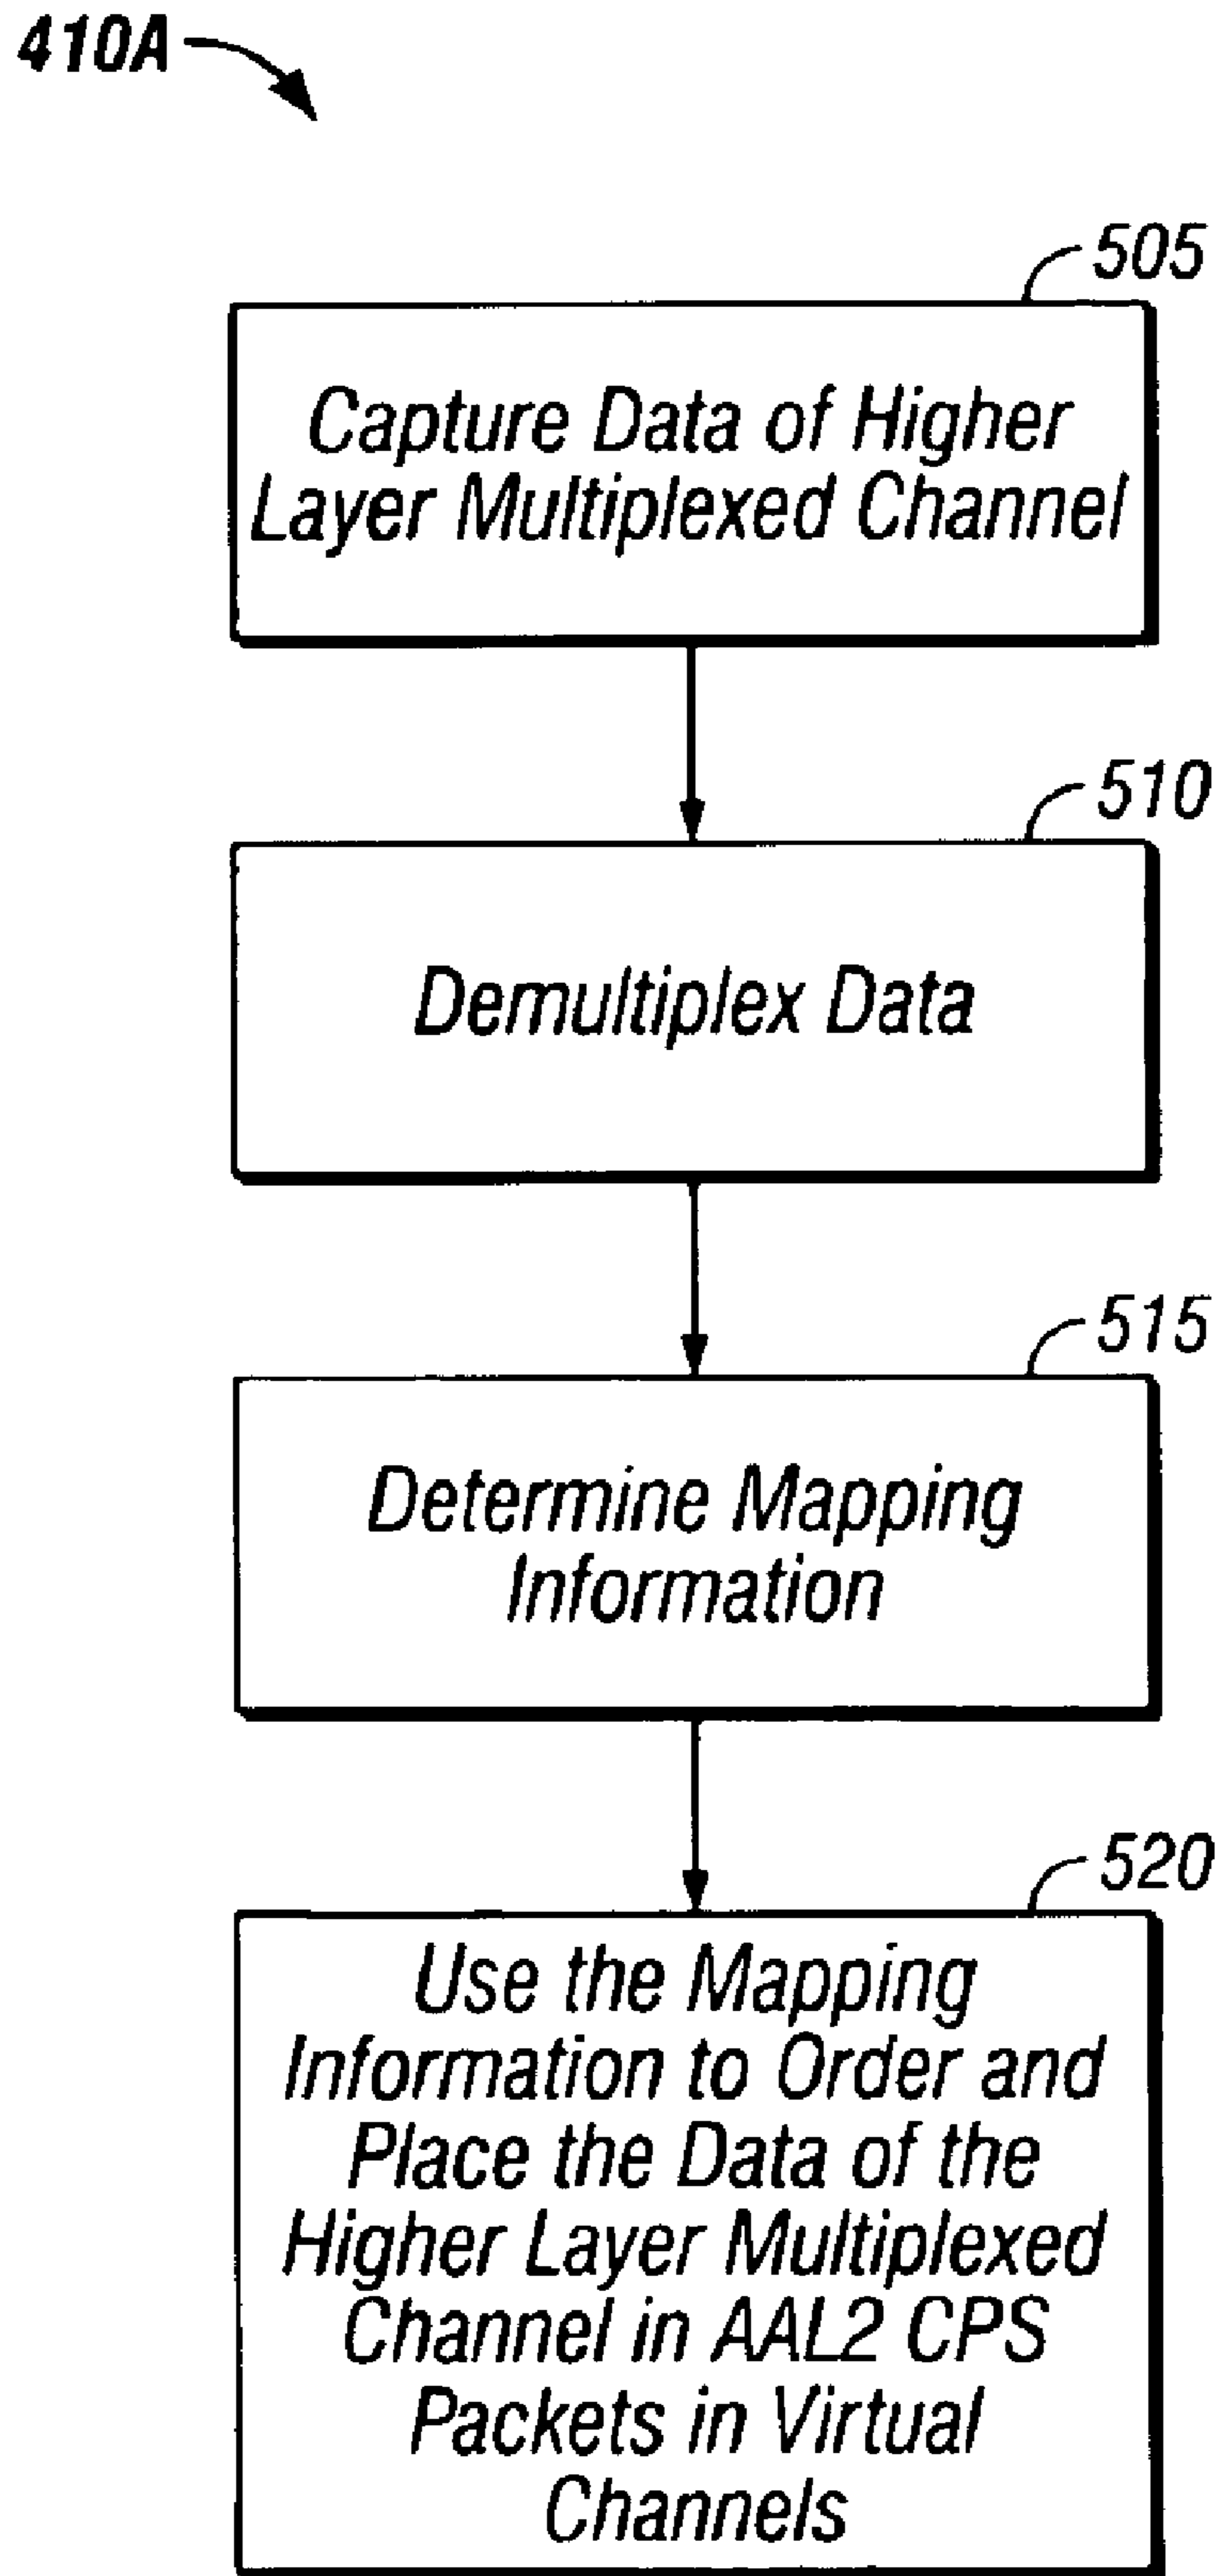 410A
505
Capture Data of Higher
Layer Multiplexed Channel
510
Demultiplex Data
515
Determine Mapping
Information
520
Use the Mapping
Information to Order and
Place the Data of the
Higher Layer Multiplexed
Channel in AAL2 CPS
Packets in Virtual
Channels